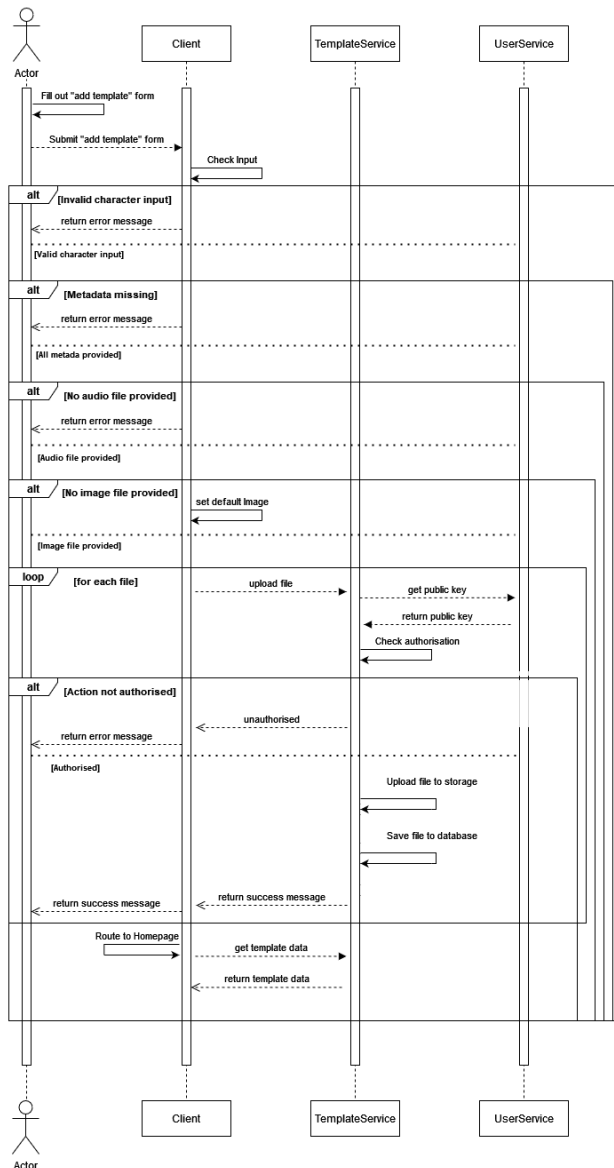 Actor
Client
TemplateService
UserService
Fill out "add template" form
Submit "add template" form
Check Input
alt
[Invalid character input]
return error message
[Valid character input]
alt
[Metadata missing]
return error message
[All metada provided]
alt
[No audio file provided]
return error message
[Audio file provided]
alt
[No image file provided]
set default Image
[Image file provided]
loop
[for each file]
upload file
get public key
return public key
Check authorisation
alt
[Action not authorised]
unauthorised
return error message
[Authorised]
Upload file to storage
Save file to database
return success message
return success message
Route to Homepage
get template data
return template data
Client
TemplateService
UserService
Actor